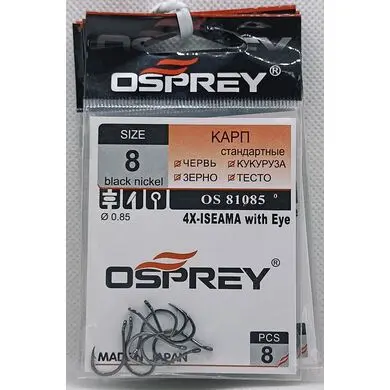 OSPREY®
SIZE
8
black nickel
КАРП
стандартные
ЧЕРВЬ КУКУРУЗА
ЗЕРНО ТЕСТО
OS 81085
Ø 0.85
4X-ISEAMA with Eye
OSPREY®
MADE IN JAPAN
PCS
8